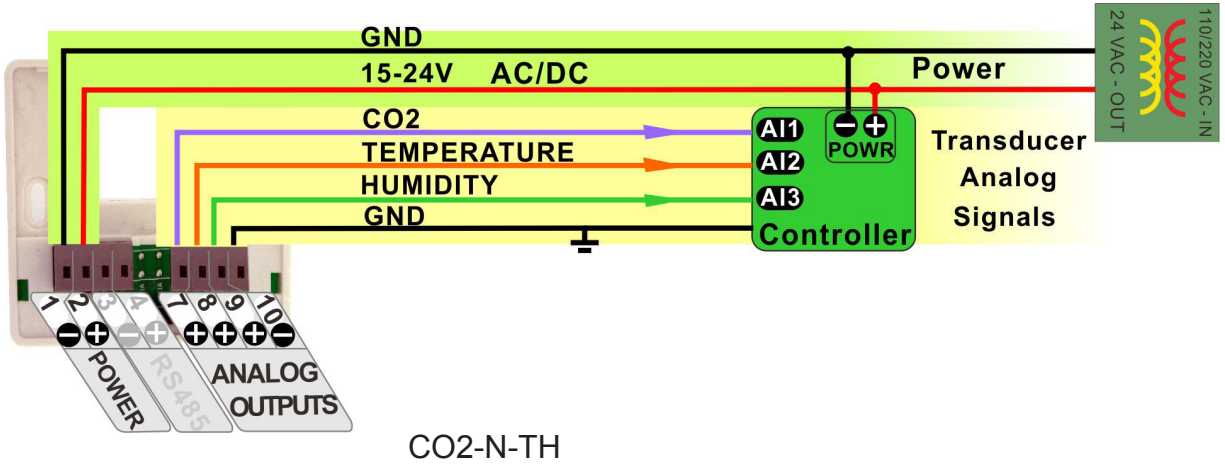 GND
15-24V AC/DC
Power
110/220 VAC - IN
24 VAC - OUT
CO2
TEMPERATURE
HUMIDITY
GND
AI1
AI2
AI3
POWR
Controller
Transducer
Analog
Signals
1 2 3 4 7 8 9 10
POWER
RS485
ANALOG
OUTPUTS
CO2-N-TH